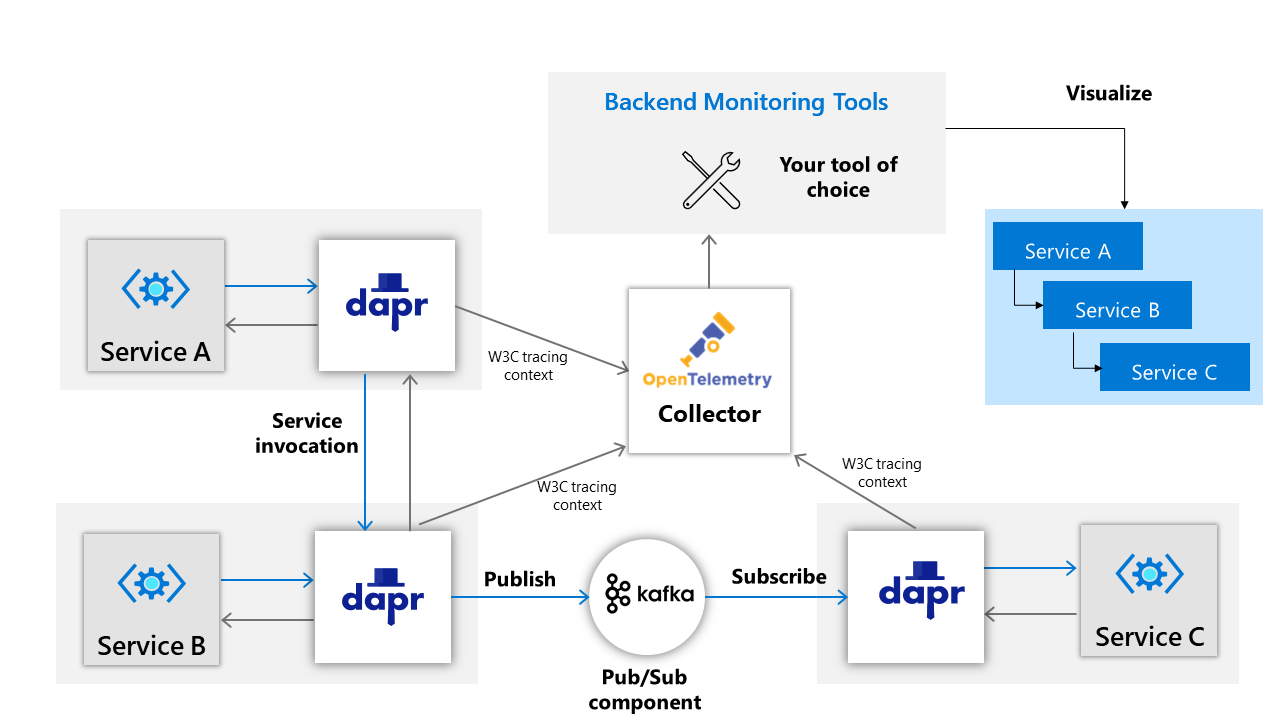 Backend Monitoring Tools
Your tool of
choice
Visualize
Service A
Service B
Service C
dapr
Service A
W3C tracing
context
OpenTelemetry
Collector
Service
invocation
W3C tracing
context
W3C tracing
context
dapr
Service B
Publish
kafka
Subscribe
Pub/Sub
component
dapr
Service C